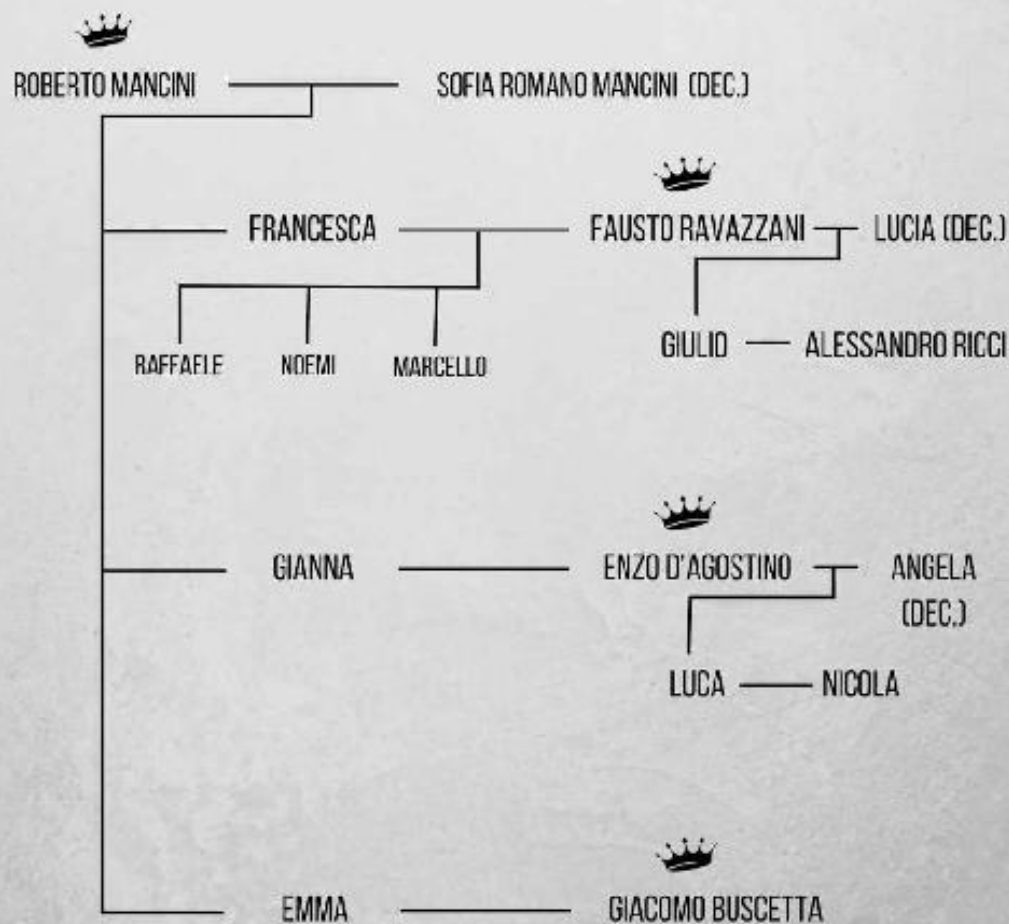 ROBERTO MANCINI SOFIA ROMANO MANCINI (DEC.)
FRANCESCA FAUSTO RAVAZZANI LUCIA (DEC.)
GIULIO ALESSANDRO RICCI
RAFFAELE NOEMI MARCELLO
GIANNA ENZO D'AGOSTINO ANGELA
(DEC.)
LUCA NICOLA
EMMA GIACOMO BUSCETTA